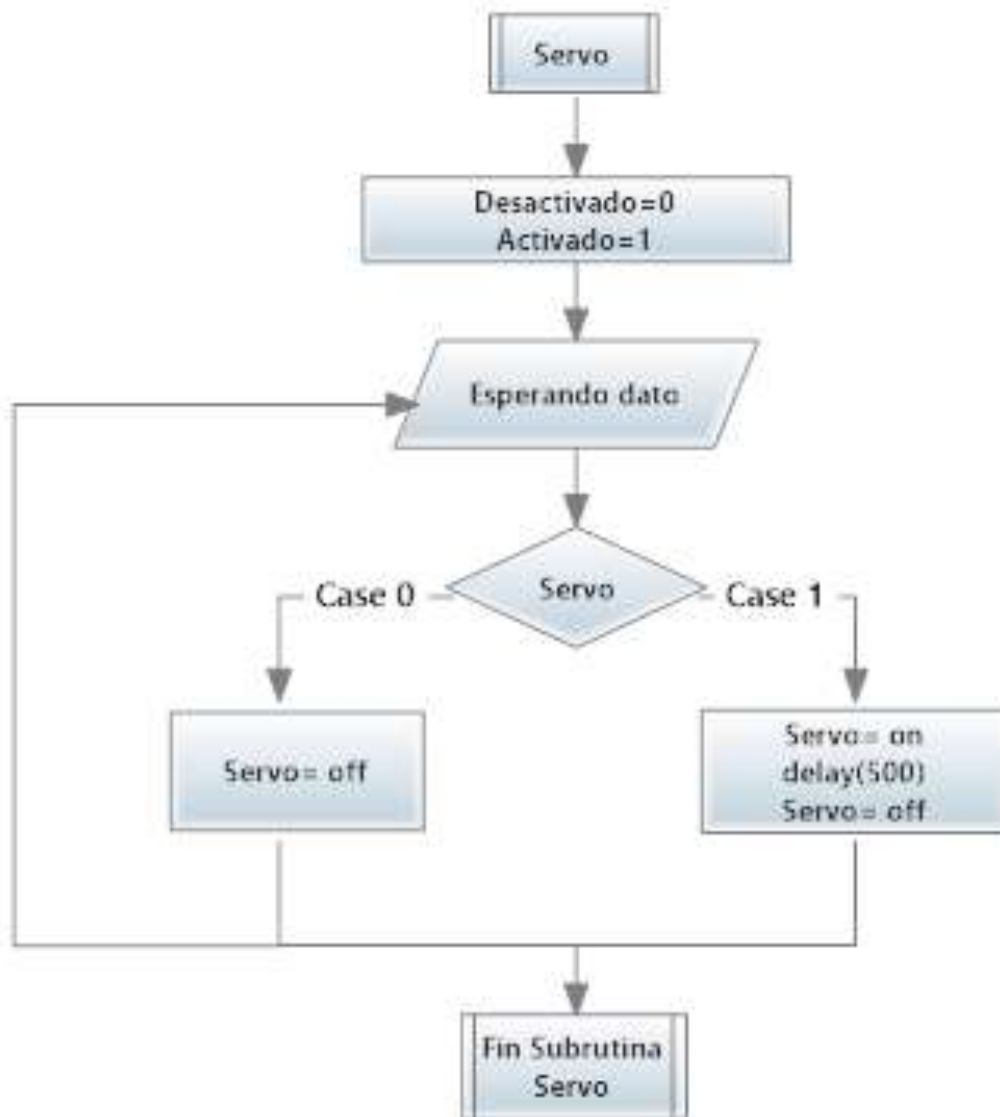 Servo
Desactivado=0
Activado=1
Esperando dato
Servo
Case 0
Case 1
Servo= off
Servo= on
delay(500)
Servo= off
Fin Subrutina
Servo